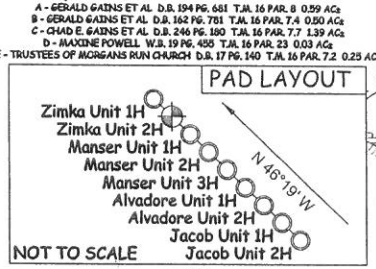 A - GERALD GAINS ET AL D.B. 194 PG. 681 T.M. 16 PAR. 8 0.59 AC±
B - GERALD GAINS ET AL D.B. 162 PG. 781 T.M. 16 PAR. 7.4 0.50 AC±
C - CHAD E. GAINS ET AL D.B. 246 PG. 180 T.M. 16 PAR. 7.7 1.39 AC±
D - MAXINE POWELL W.B. 19 PG. 455 T.M. 16 PAR. 23 0.03 AC±
E - TRUSTEES OF MORGANS RUN CHURCH D.B. 17 PG. 140 T.M. 16 PAR. 7.2 0.25 AC
PAD LAYOUT
Zimka Unit 1H
Zimka Unit 2H
Manser Unit 1H
Manser Unit 2H
Manser Unit 3H
Alvadore Unit 1H
Alvadore Unit 2H
Jacob Unit 1H
Jacob Unit 2H
N 46°19' W
NOT TO SCALE